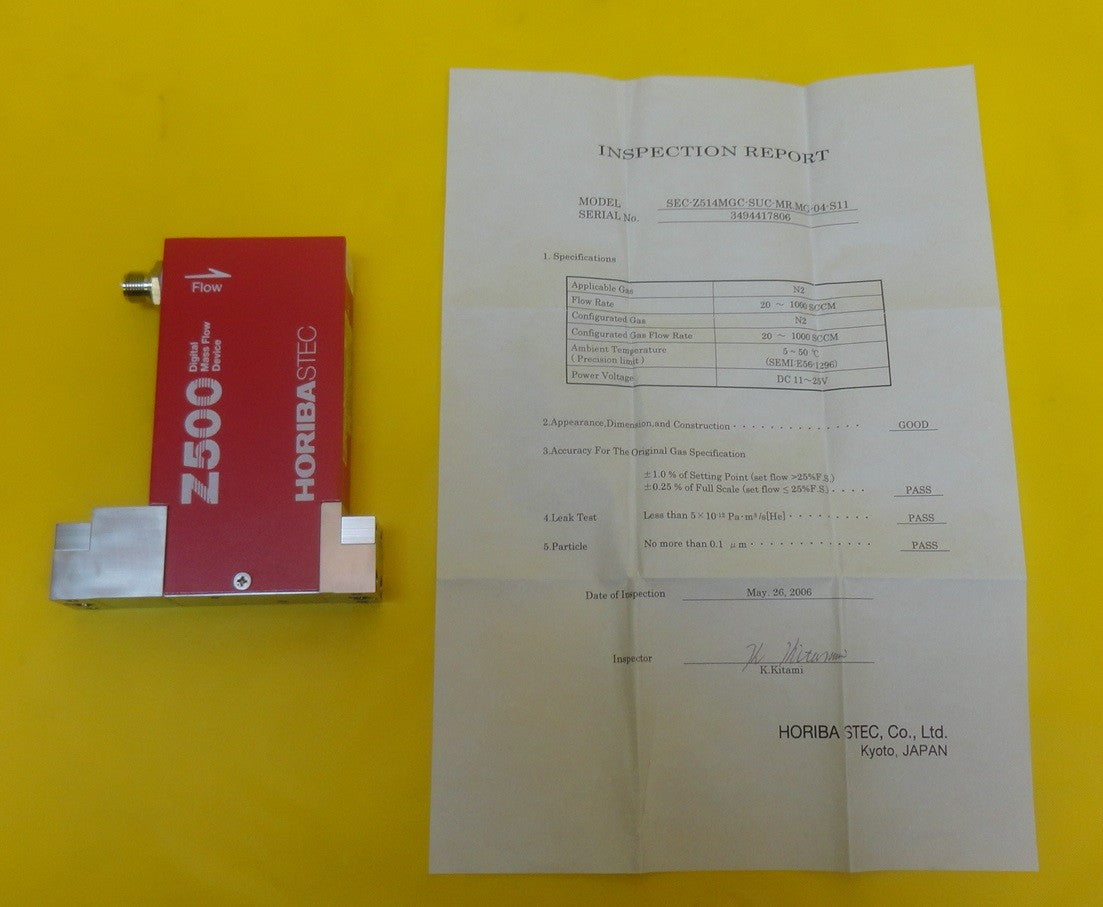 Flow
Z500
Digital
Mass Flow
Device
HORIBASTEC
INSPECTION REPORT
MODEL SEC-Z514MGC-SUC-MR,MC-04-S11
SERIAL No. 3494417806
1. Specifications
Applicable Gas N2
Flow Rate 20 ~ 1000 SCCM
Configurated Gas N2
Configurated Gas Flow Rate 20 ~ 1000 SCCM
Ambient Temperature 5 ~ 50 ℃
(Precision limit) (SEMI-E56-1296)
Power Voltage DC 11~25V
2.Appearance,Dimension,and Construction · · · · · · · · · · · · · · GOOD
3.Accuracy For The Original Gas Specification
±1.0 % of Setting Point (set flow >25%F.S.)
±0.25 % of Full Scale (set flow ≤ 25%F.S.) · · · · PASS
4.Leak Test Less than 5×10⁻¹² Pa·m³/s[He] · · · · · · · · · PASS
5.Particle No more than 0.1 μm · · · · · · · · · · · · · PASS
Date of Inspection May. 26, 2006
Inspector K. Kitami
K.Kitami
HORIBA STEC, Co., Ltd.
Kyoto, JAPAN